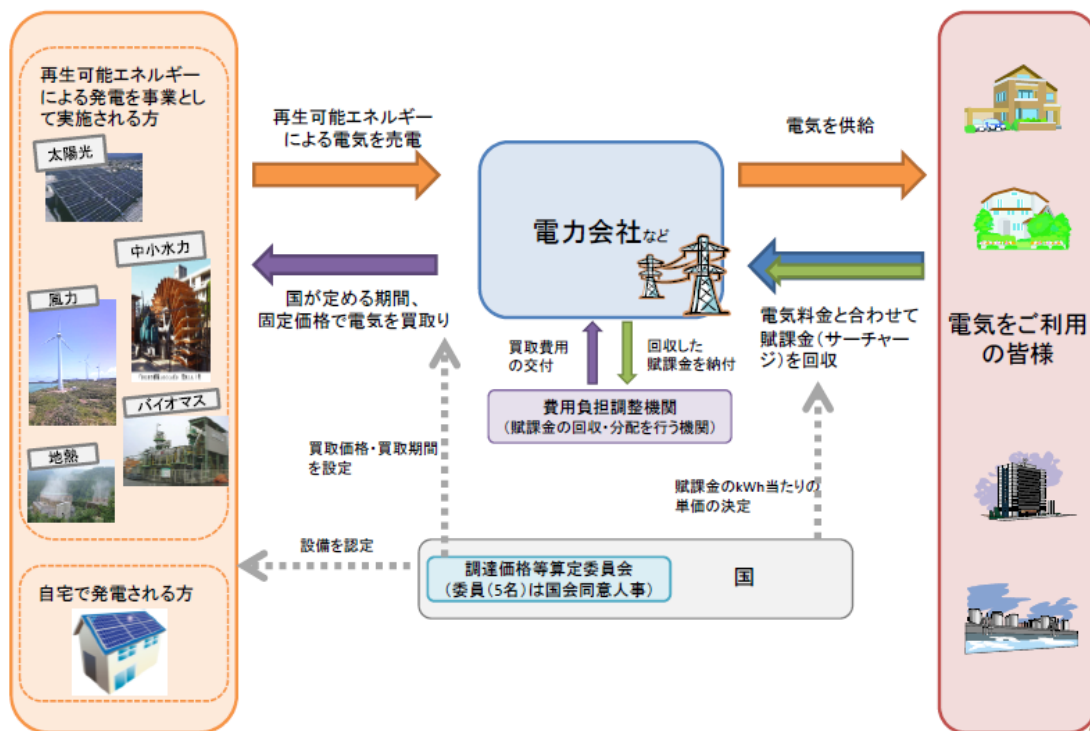 再生可能エネルギー
による発電を事業とし
て実施される方
太陽光
中小水力
風力
バイオマス
地熱
自宅で発電される方
再生可能エネルギー
による電気を売電
国が定める期間、
固定価格で電気を買取り
電力会社など
電気を供給
電気料金と合わせて
賦課金(サーチャー
ジ)を回収
買取費用
の交付
回収した
賦課金を納付
費用負担調整機関
(賦課金の回収・分配を行う機関)
買取価格・買取期間
を設定
賦課金のkWh当たりの
単価の決定
設備を認定
調達価格等算定委員会
(委員(5名)は国会同意人事)
国
電気をご利用
の皆様